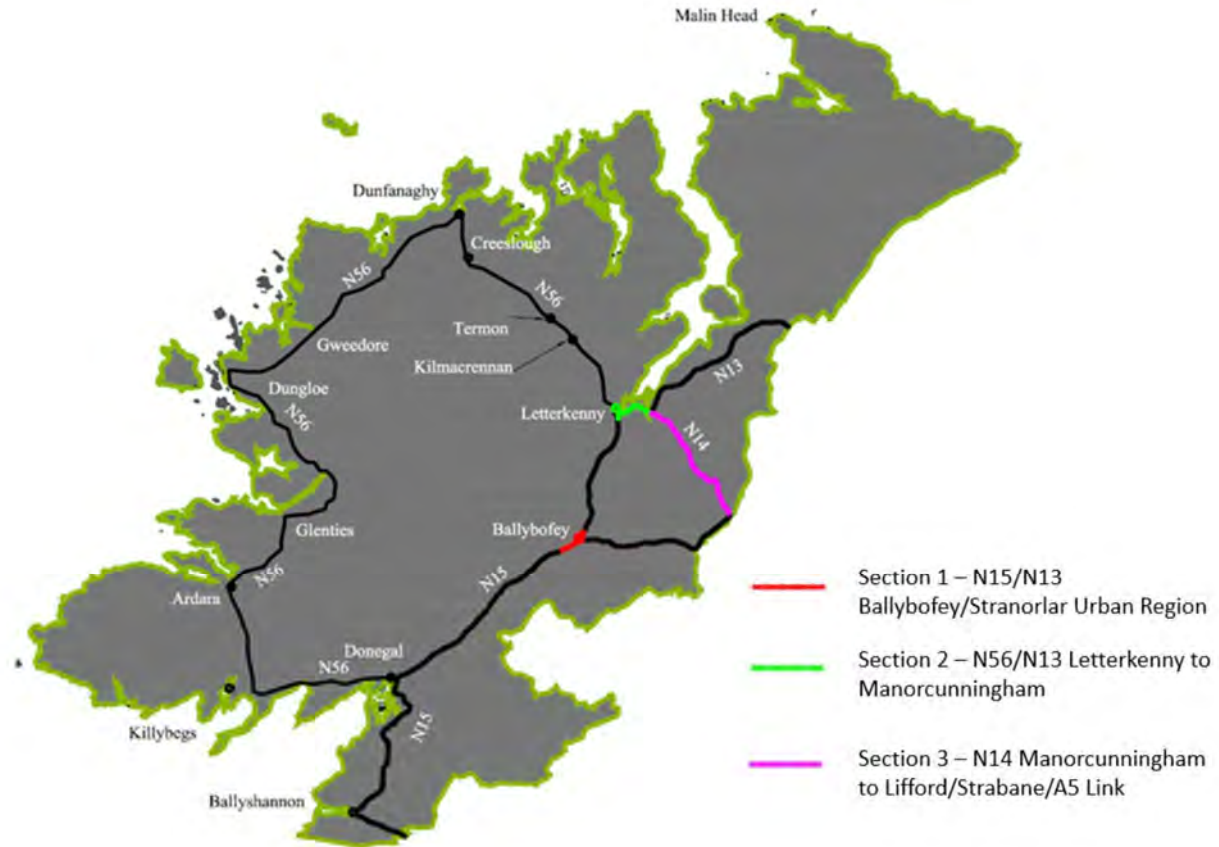 Malin Head
Dunfanaghy
Creeslough
N56
N56
Termon
Gweedore
Kilmacrennan
N13
Dungloe
Letterkenny
N56
N14
Glenties
Ballybofey
N56
Ardara
N15
Donegal
N56
Killybegs
N15
Ballyshannon
Section 1 – N15/N13
Ballybofey/Stranorlar Urban Region
Section 2 – N56/N13 Letterkenny to
Manorcunningham
Section 3 – N14 Manorcunningham
to Lifford/Strabane/A5 Link